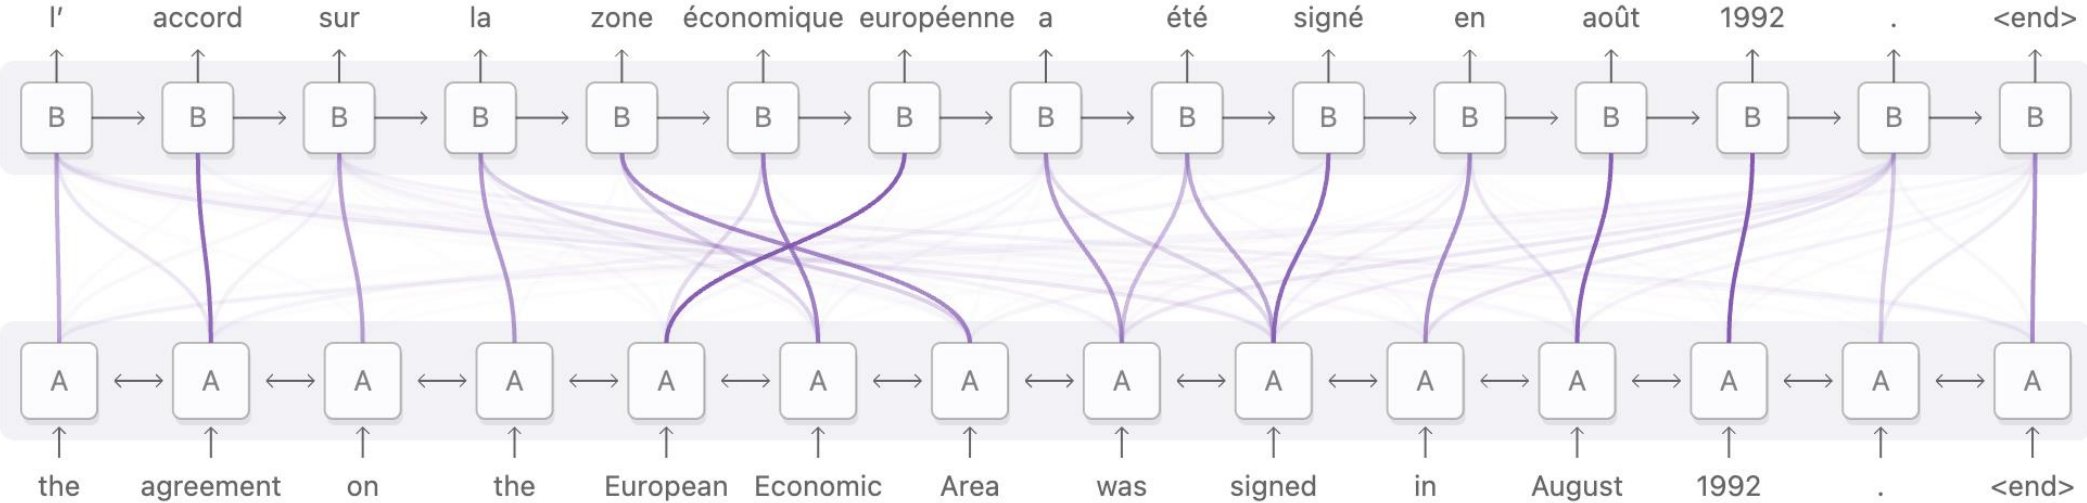 l' accord sur la zone économique européenne a été signé en août 1992 . <end>
B B B B B B B B B B B B B B B
A A A A A A A A A A A A A A
the agreement on the European Economic Area was signed in August 1992 . <end>